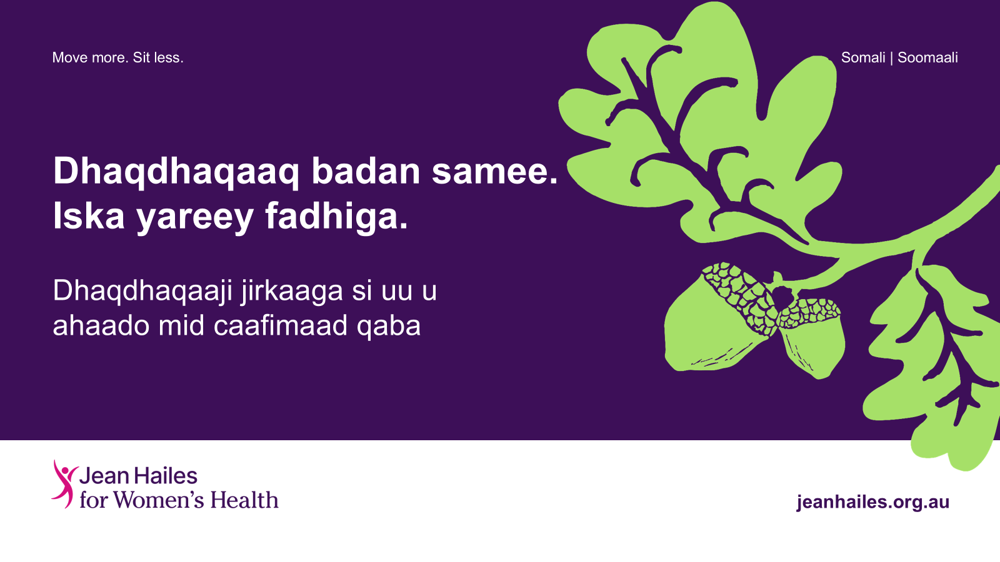 Move more. Sit less.
Somali | Soomaali
Dhaqdhaqaaq badan samee.
Iska yareey fadhiga.
Dhaqdhaqaaji jirkaaga si uu u
ahaado mid caafimaad qaba
Jean Hailes
for Women's Health
jeanhailes.org.au